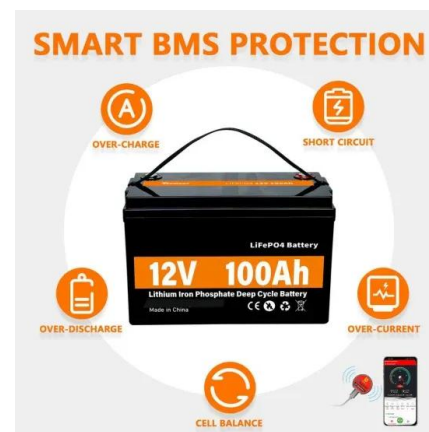 SMART BMS PROTECTION
A
OVER-CHARGE
SHORT CIRCUIT
LiFePO4 Battery
12V 100Ah
Lithium Iron Phosphate Deep Cycle Battery
Made in China
CE
OVER-DISCHARGE
OVER-CURRENT
CELL BALANCE